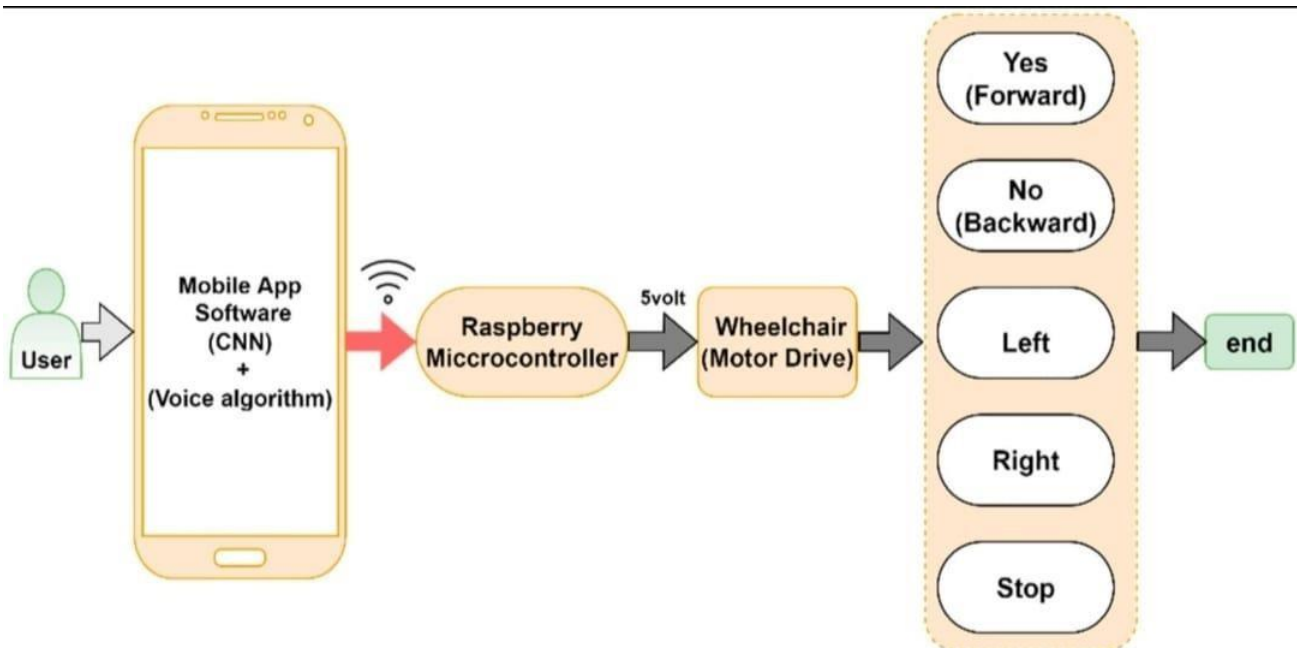 User
Mobile App
Software
(CNN)
+
(Voice algorithm)
Raspberry
Miccrocontroller
5volt
Wheelchair
(Motor Drive)
Yes
(Forward)
No
(Backward)
Left
Right
Stop
end